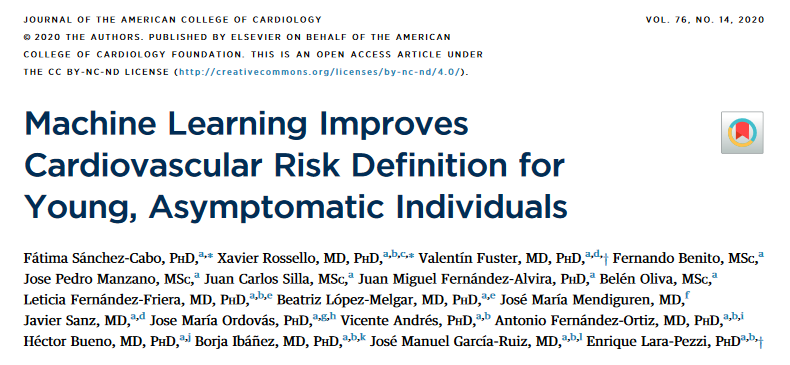 JOURNAL OF THE AMERICAN COLLEGE OF CARDIOLOGY
VOL. 76, NO. 14, 2020
© 2020 THE AUTHORS. PUBLISHED BY ELSEVIER ON BEHALF OF THE AMERICAN
COLLEGE OF CARDIOLOGY FOUNDATION. THIS IS AN OPEN ACCESS ARTICLE UNDER
THE CC BY-NC-ND LICENSE (http://creativecommons.org/licenses/by-nc-nd/4.0/).
Machine Learning Improves
Cardiovascular Risk Definition for
Young, Asymptomatic Individuals
Fátima Sánchez-Cabo, PhD,a,* Xavier Rossello, MD, PhD,a,b,c,* Valentín Fuster, MD, PhD,a,d,† Fernando Benito, MSc,a
Jose Pedro Manzano, MSc,a Juan Carlos Silla, MSc,a Juan Miguel Fernández-Alvira, PhD,a Belén Oliva, MSc,a
Leticia Fernández-Friera, MD, PhD,a,b,e Beatriz López-Melgar, MD, PhD,a,e José María Mendiguren, MD,f
Javier Sanz, MD,a,d Jose María Ordovás, PhD,a,g,h Vicente Andrés, PhD,a,b Antonio Fernández-Ortiz, MD, PhD,a,b,i
Héctor Bueno, MD, PhD,a,j Borja Ibáñez, MD, PhD,a,b,k José Manuel García-Ruiz, MD,a,b,l Enrique Lara-Pezzi, PhDa,b,†